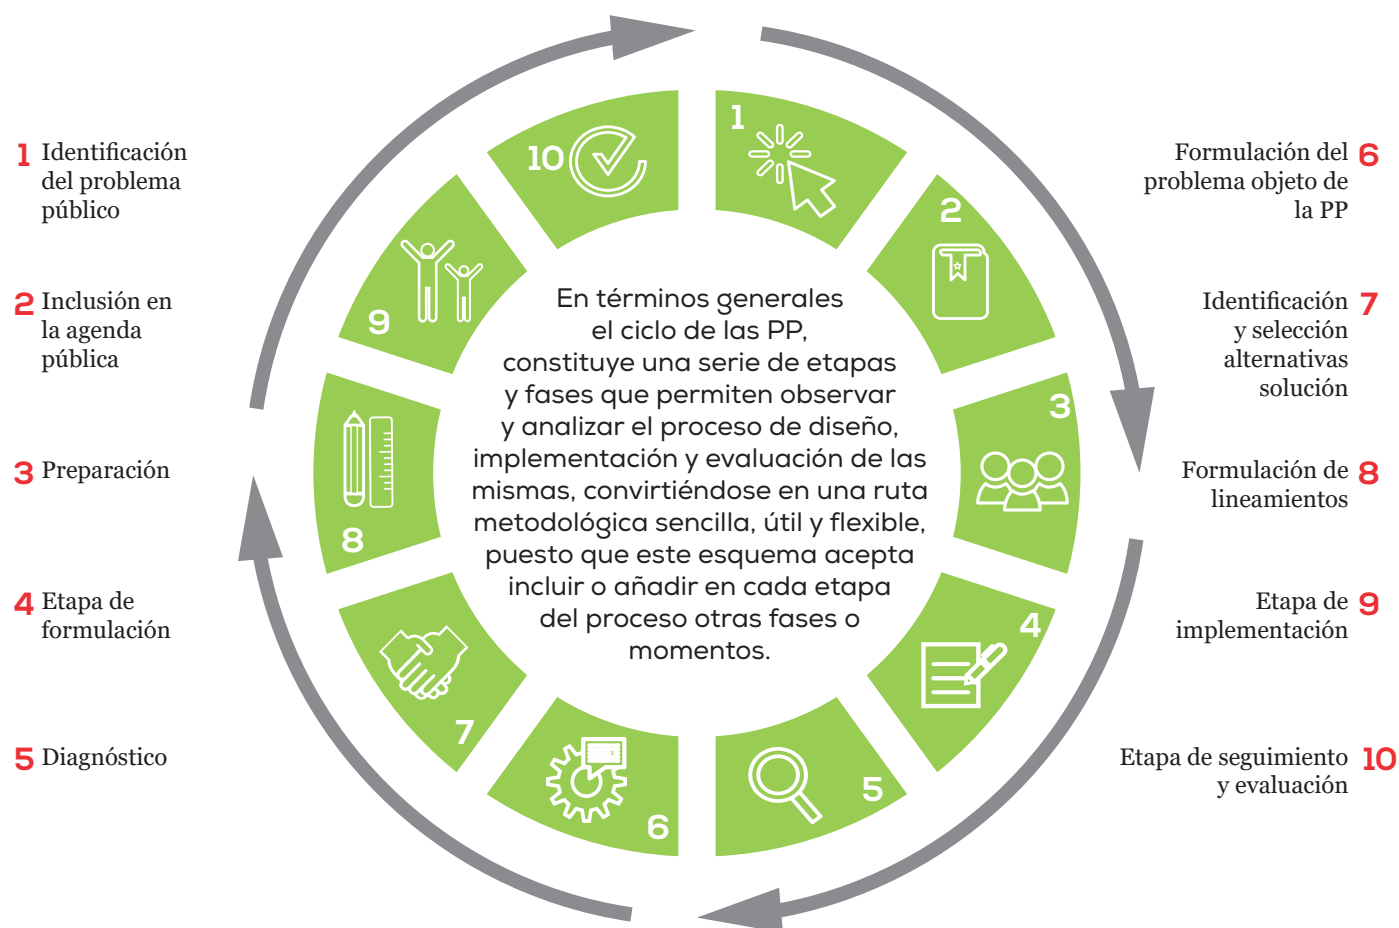 1 Identificación
del problema
público
2 Inclusión en
la agenda
pública
3 Preparación
4 Etapa de
formulación
5 Diagnóstico
1
2
3
4
5
6
7
8
9
10
En términos generales
el ciclo de las PP,
constituye una serie de etapas
y fases que permiten observar
y analizar el proceso de diseño,
implementación y evaluación de las
mismas, convirtiéndose en una ruta
metodológica sencilla, útil y flexible,
puesto que este esquema acepta
incluir o añadir en cada etapa
del proceso otras fases o
momentos.
Formulación del 6
problema objeto de
la PP
Identificación 7
y selección
alternativas
solución
Formulación de 8
lineamientos
Etapa de 9
implementación
Etapa de seguimiento 10
y evaluación